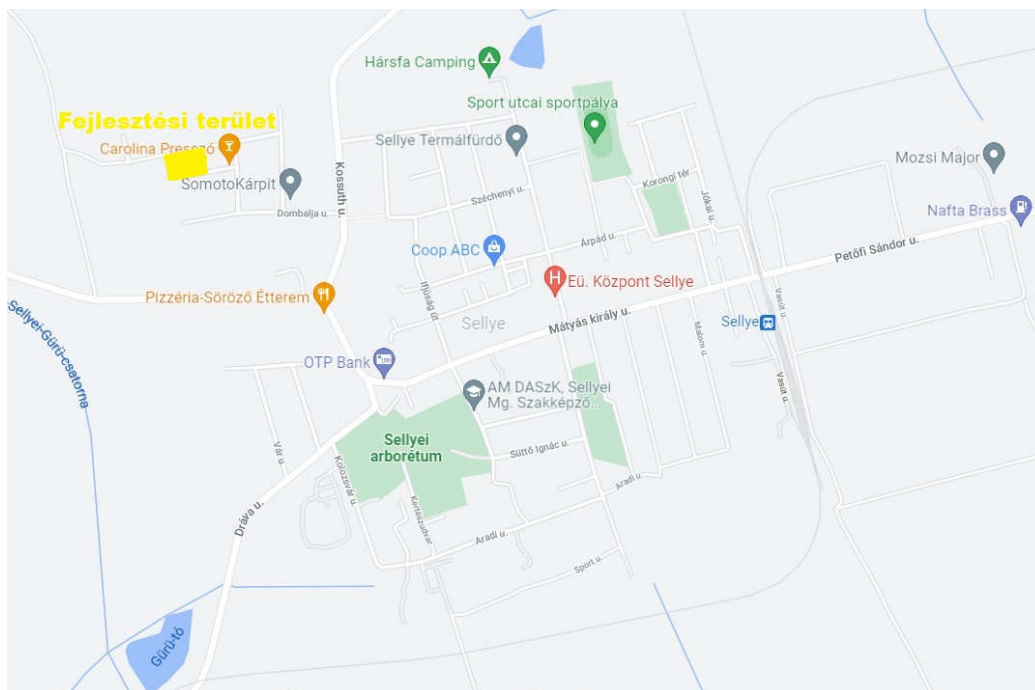 Hársfa Camping
Sport utcai sportpálya
Fejlesztési terület
Carolina Presszó
Sellye Termálfürdő
Mozsi Major
SomotoKárpit
Korongi tér
Kossuth u.
Széchenyi u.
Jókai u.
Dombalja u.
Nafta Brass
Árpád u.
Coop ABC
Petőfi Sándor u.
Eü. Központ Sellye
Ifjúság út
Pizzéria-Söröző Étterem
Vasút u.
Sellyei-Gürü-csatorna
Sellye
Mátyás király u.
Sellye
Malom u.
OTP Bank
AM DASzK, Sellyei
Mg. Szakképző...
Vasút u.
Sellyei
arborétum
Vár u.
Süttő Ignác u.
Kolozsvár u.
Aradi u.
Dráva u.
Kertészudvar
Aradi u.
Sport u.
Gürü-tó